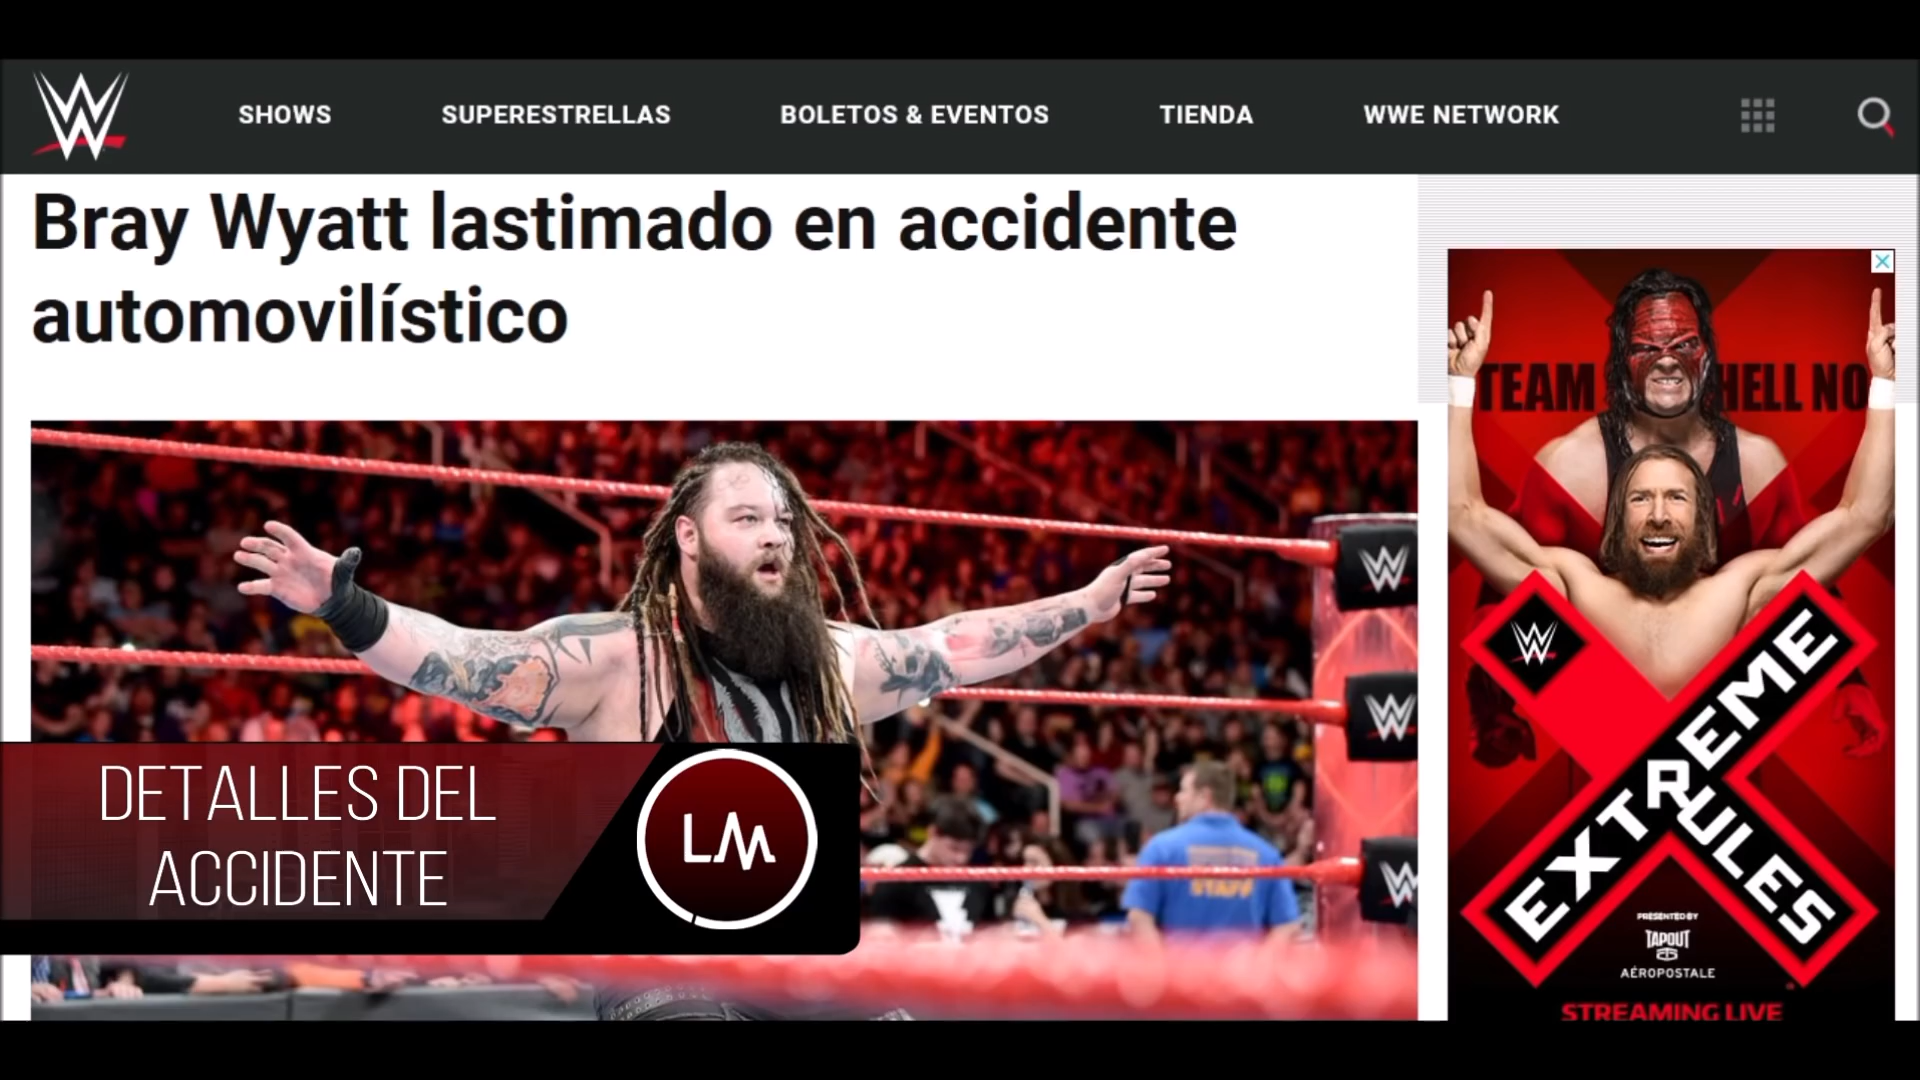 W
SHOWS
SUPERESTRELLAS
BOLETOS & EVENTOS
TIENDA
WWE NETWORK
Bray Wyatt lastimado en accidente
automovilístico
TEAM HELL NO
W
W
W
W
EXTREME
RULES
PRESENTED BY
TAPOUT
AÉROPOSTALE
STREAMING LIVE
STAFF
DETALLES DEL
ACCIDENTE
LM